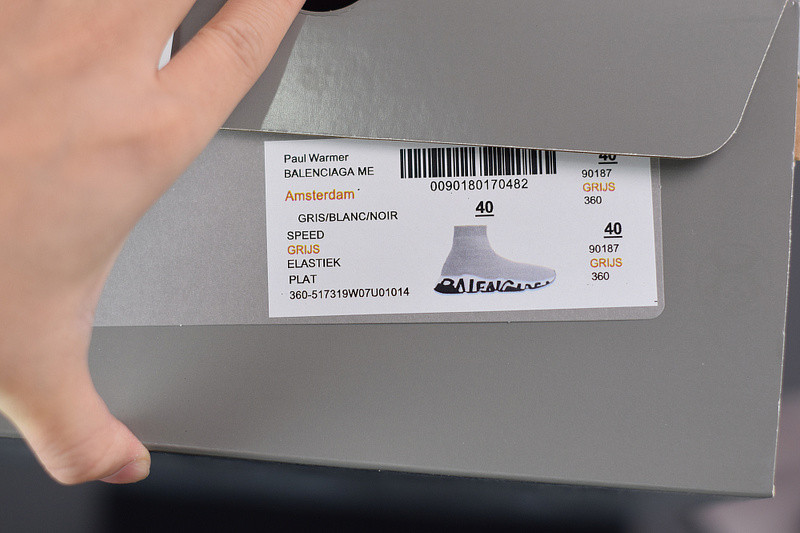 Paul Warmer
BALENCIAGA ME
Amsterdam
GRIS/BLANC/NOIR
SPEED
GRIJS
ELASTIEK
PLAT
360-517319W07U01014
0090180170482
40
BALENCIAGA
40
90187
GRIJS
360
40
90187
GRIJS
360